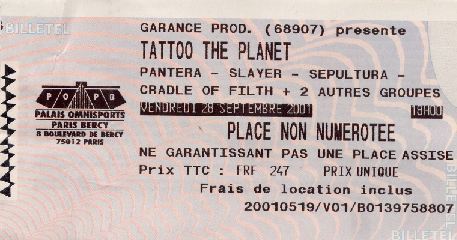 BILLETEL
GARANCE PROD. (68907) presente
TATTOO THE PLANET
PANTERA - SLAYER - SEPULTURA -
CRADLE OF FILTH + 2 AUTRES GROUPES
VENDREDI 28 SEPTEMBRE 2001 19H00
POPB
PALAIS OMNISPORTS
PARIS BERCY
8 BOULEVARD DE BERCY
75012 PARIS
PLACE NON NUMEROTEE
NE GARANTISSANT PAS UNE PLACE ASSISE
Prix TTC : FRF 247 PRIX UNIQUE
Frais de location inclus
20010519/V01/B0139758807
BILLETEL
BILLETEL